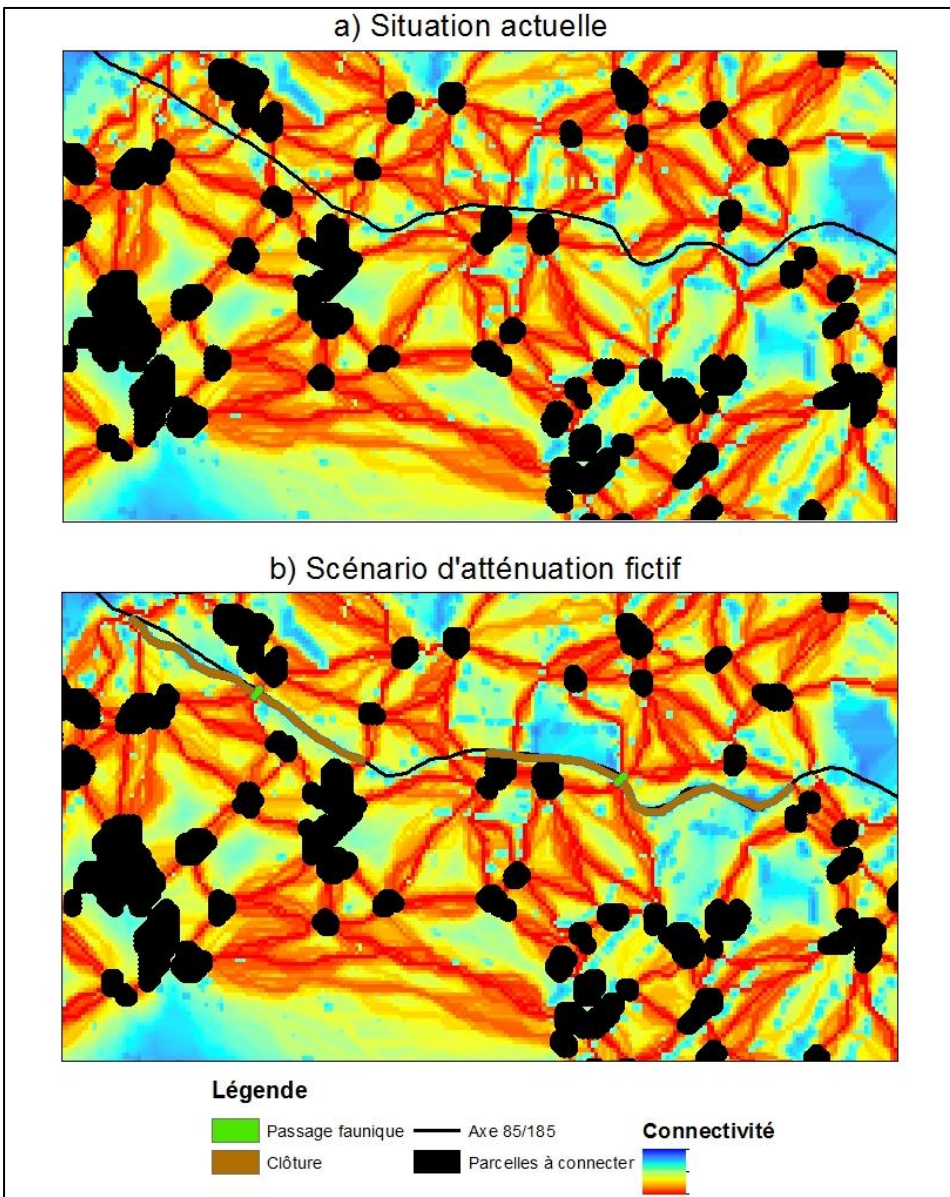 a) Situation actuelle
b) Scénario d'atténuation fictif
Légende
Passage faunique
Axe 85/185
Connectivité
Clôture
Parcelles à connecter